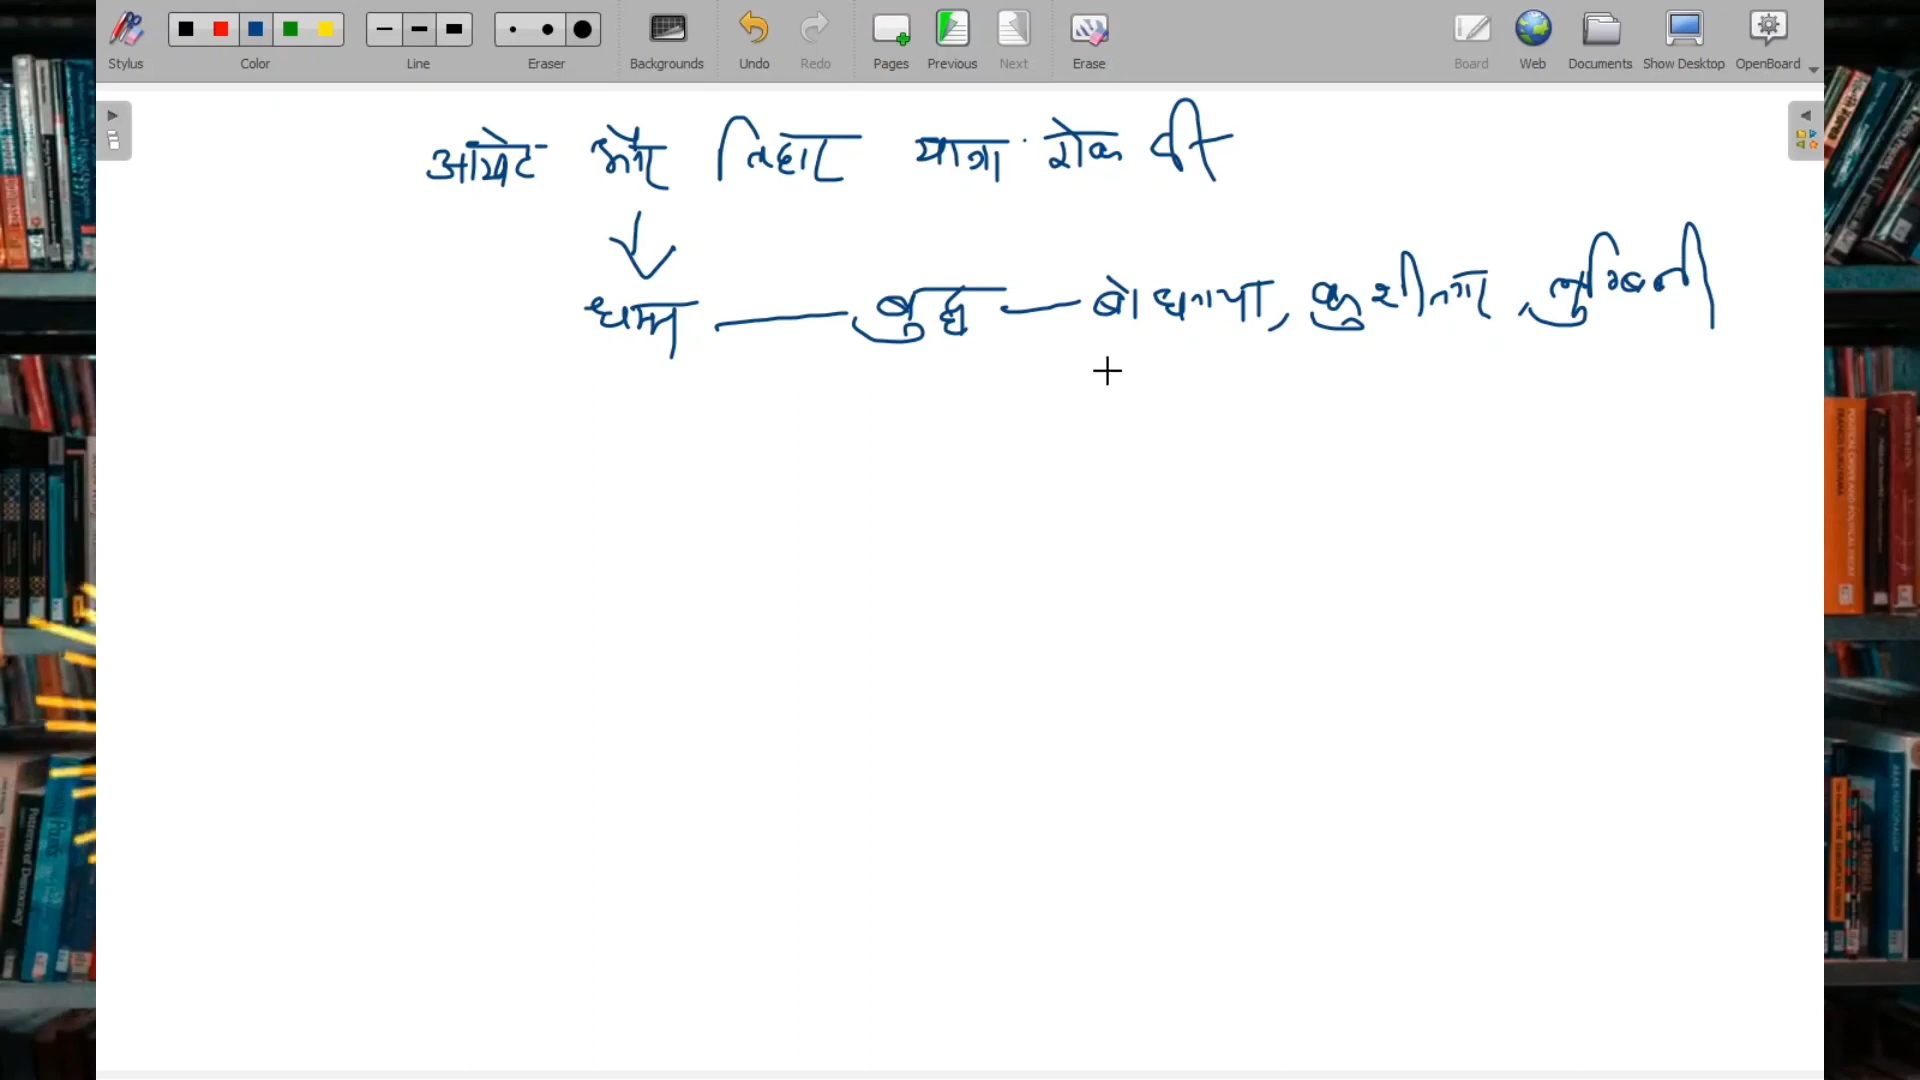 Stylus Color Line Eraser Backgrounds Undo Redo Pages Previous Next Erase Board Web Documents Show Desktop OpenBoard
आखेट और विहार यात्रा रोक दी
धम्म — बुद्ध — बोधगया, कुशीनगर, लुम्बिनी